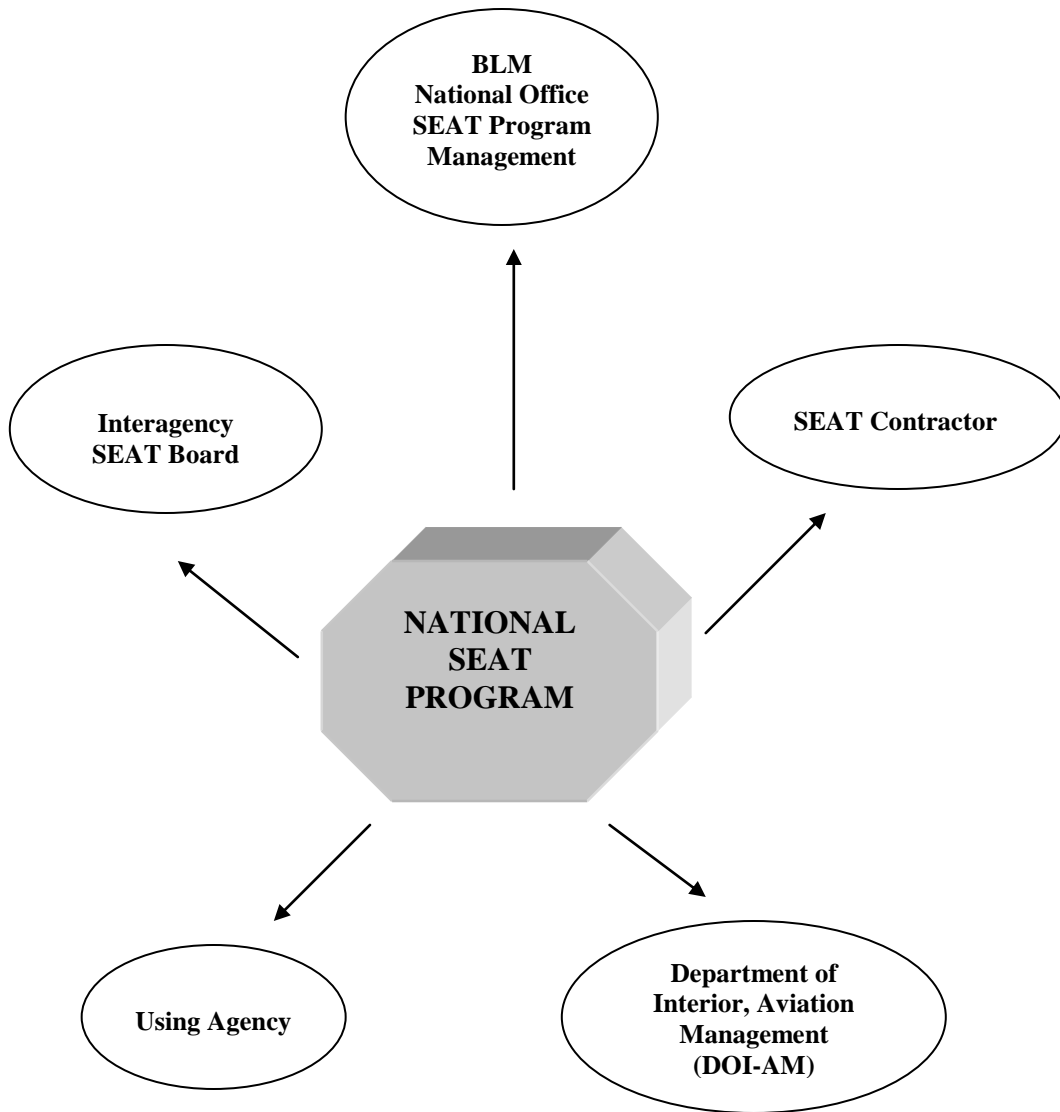 BLM
National Office
SEAT Program
Management
Interagency
SEAT Board
SEAT Contractor
NATIONAL
SEAT
PROGRAM
Using Agency
Department of
Interior, Aviation
Management
(DOI-AM)